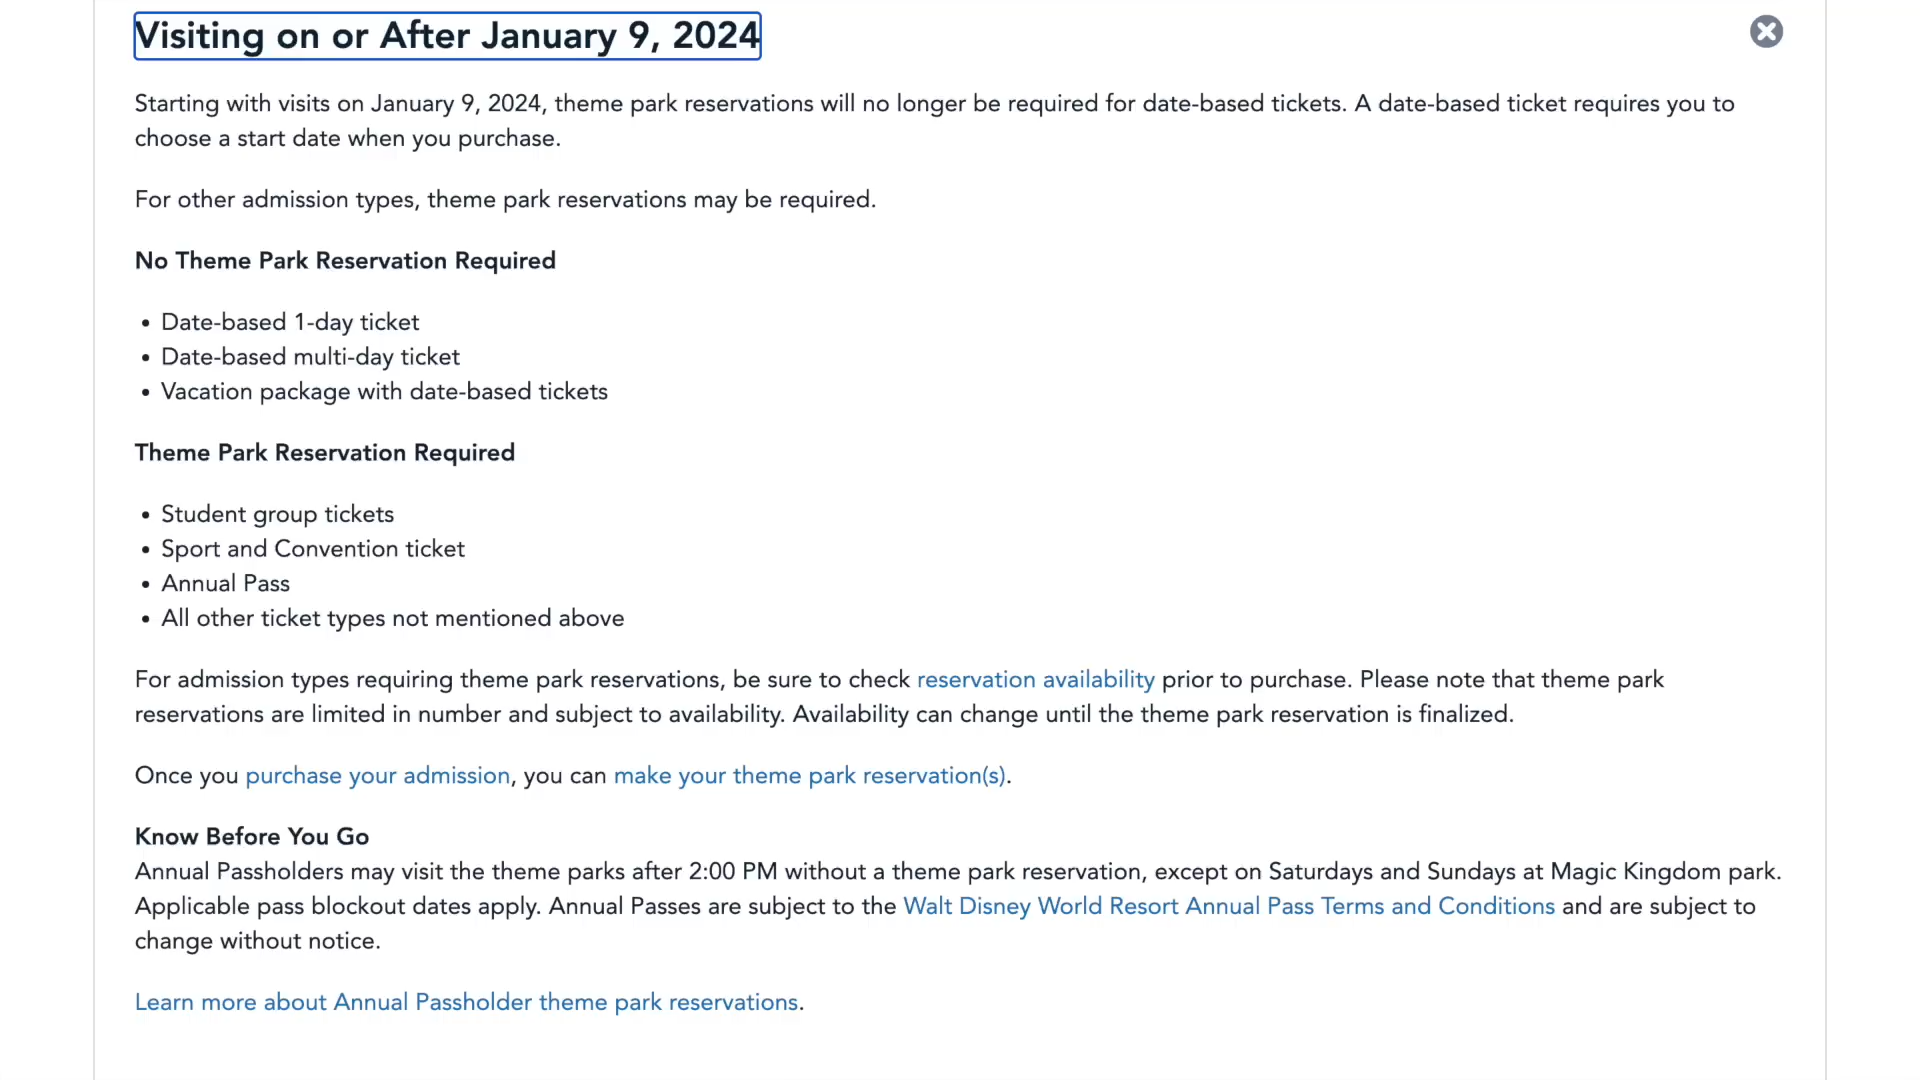 Visiting on or After January 9, 2024
Starting with visits on January 9, 2024, theme park reservations will no longer be required for date-based tickets. A date-based ticket requires you to
choose a start date when you purchase.
For other admission types, theme park reservations may be required.
No Theme Park Reservation Required
• Date-based 1-day ticket
• Date-based multi-day ticket
• Vacation package with date-based tickets
Theme Park Reservation Required
• Student group tickets
• Sport and Convention ticket
• Annual Pass
• All other ticket types not mentioned above
For admission types requiring theme park reservations, be sure to check reservation availability prior to purchase. Please note that theme park
reservations are limited in number and subject to availability. Availability can change until the theme park reservation is finalized.
Once you purchase your admission, you can make your theme park reservation(s).
Know Before You Go
Annual Passholders may visit the theme parks after 2:00 PM without a theme park reservation, except on Saturdays and Sundays at Magic Kingdom park.
Applicable pass blockout dates apply. Annual Passes are subject to the Walt Disney World Resort Annual Pass Terms and Conditions and are subject to
change without notice.
Learn more about Annual Passholder theme park reservations.